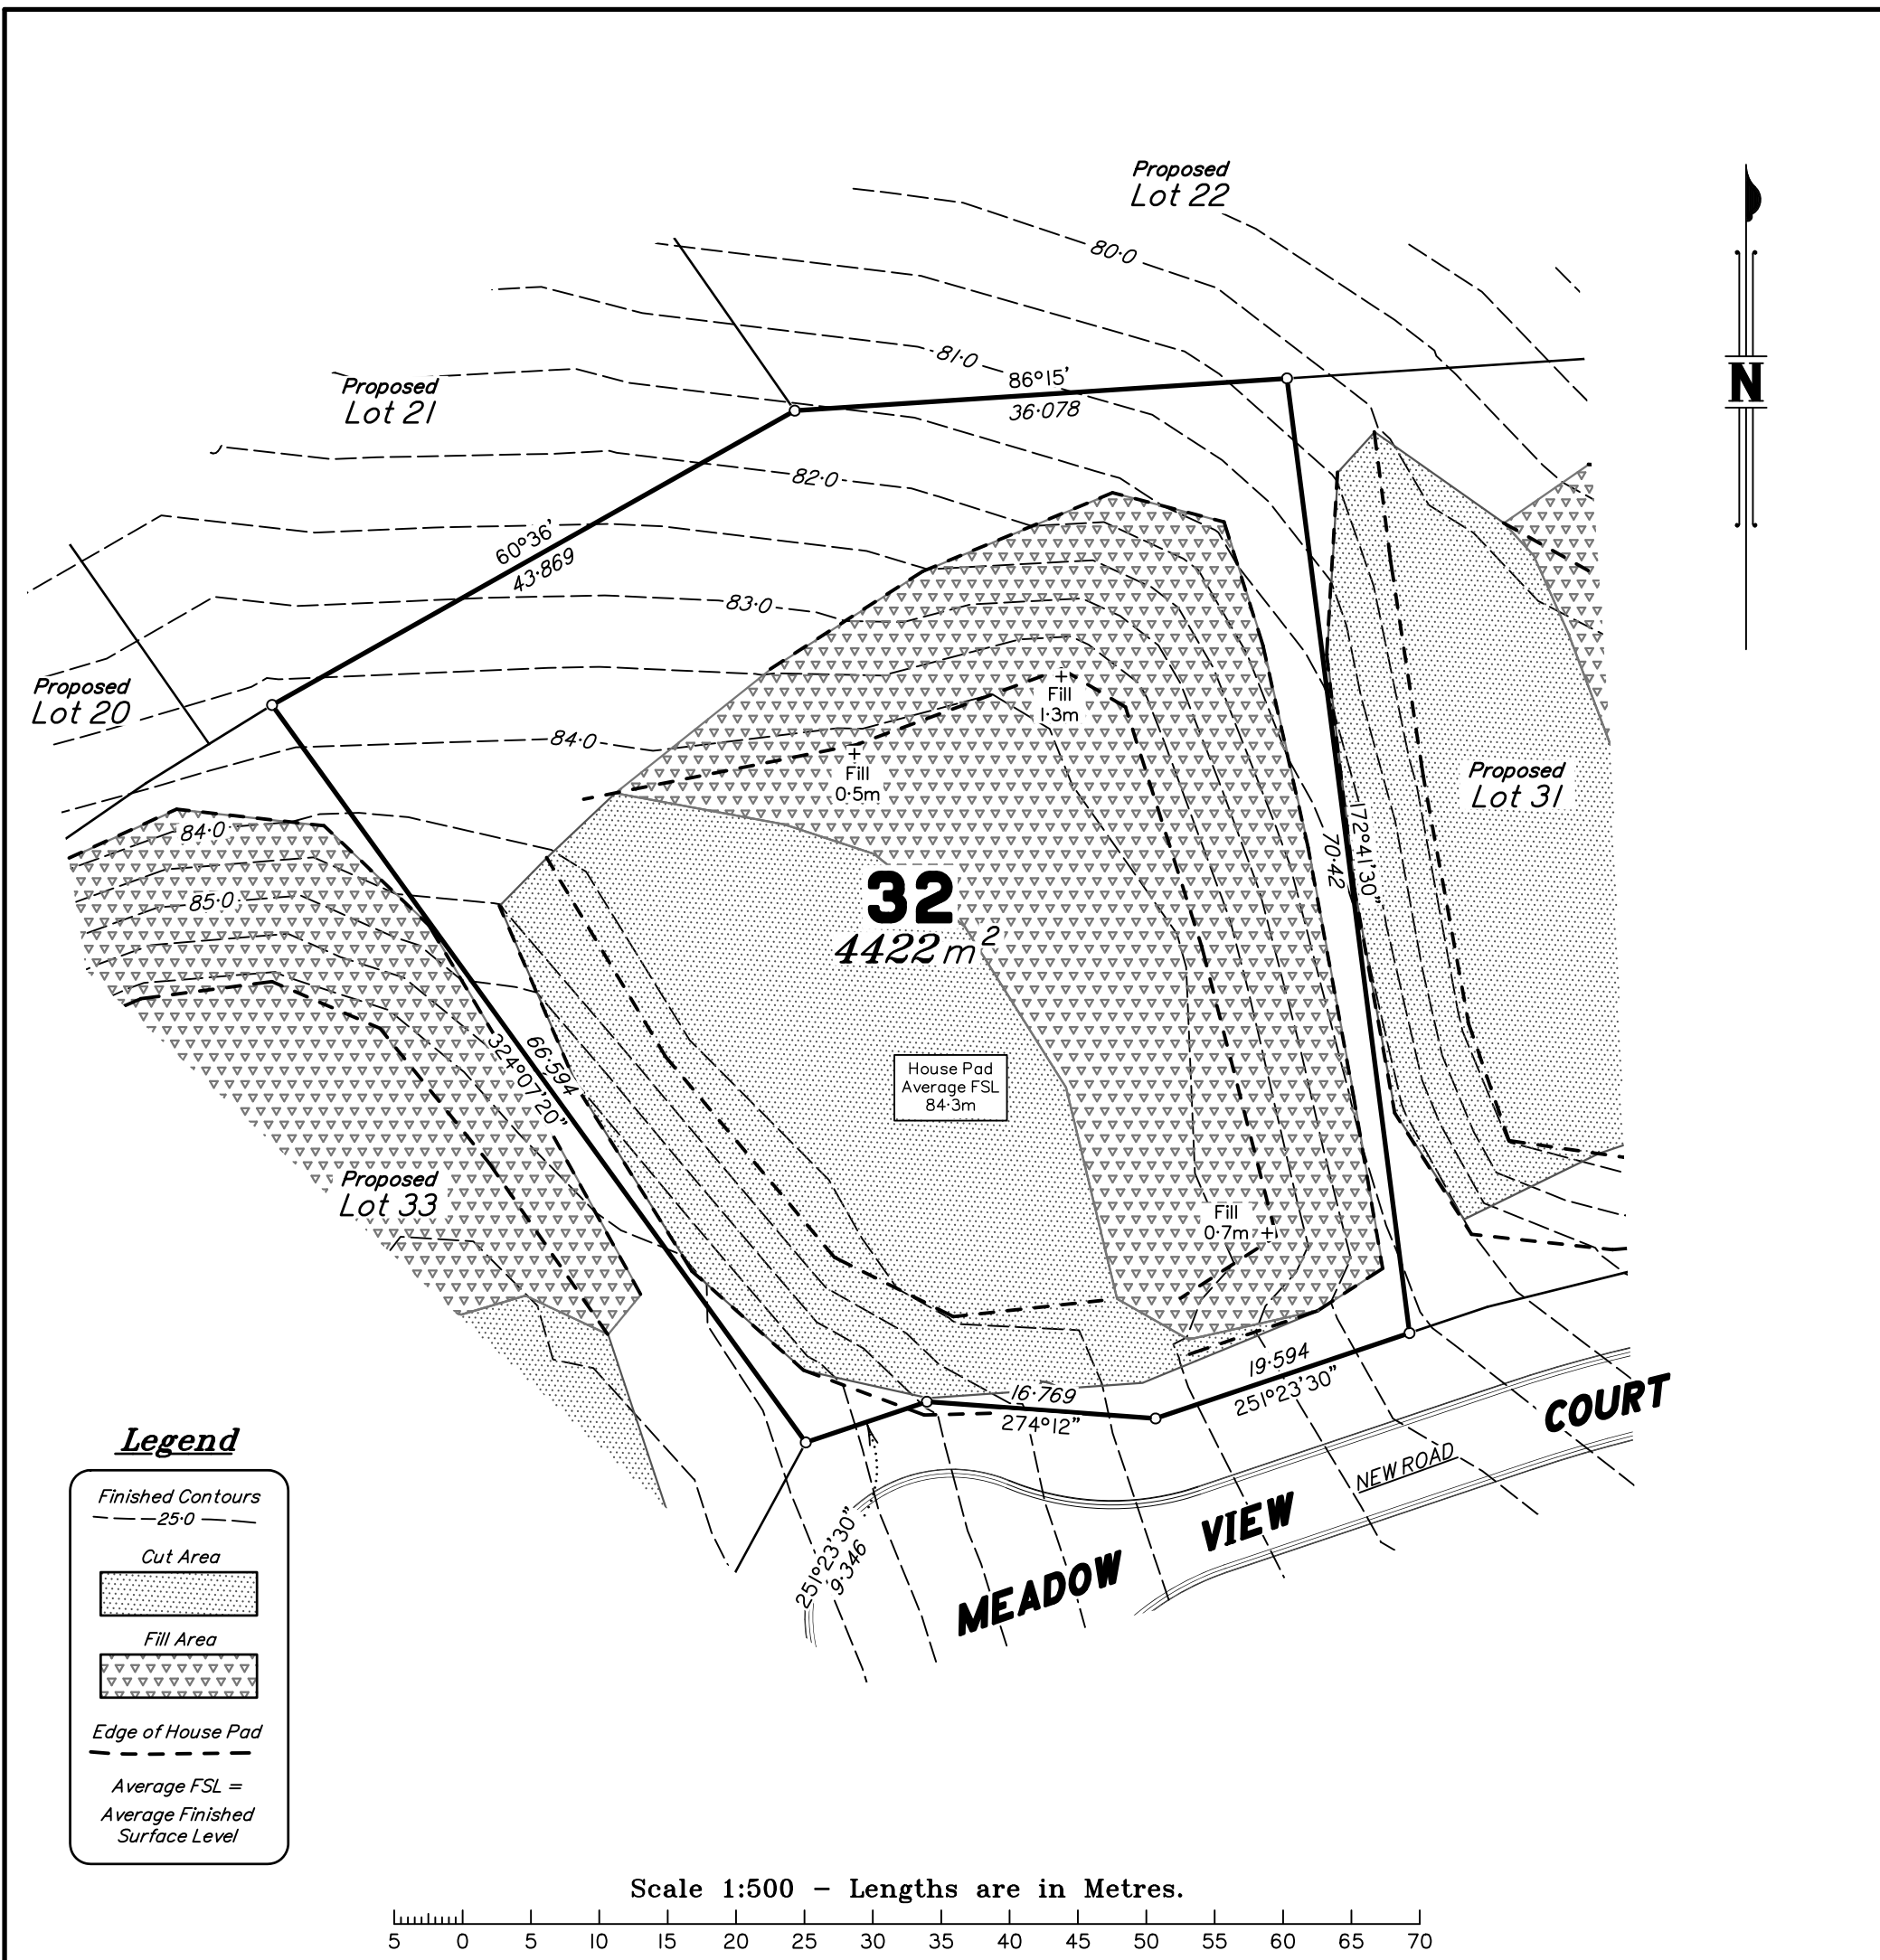 Proposed
Lot 22
80·0
N
81·0
86°15'
36·078
Proposed
Lot 21
82·0
60°36'
43·869
83·0
Proposed
Lot 20
Fill
1·3m
84·0
Fill
0·5m
Proposed
Lot 31
84·0
172°41'30"
70·42
85·0
32
4422m²
66·594
324°07'20"
House Pad
Average FSL
84·3m
Proposed
Lot 33
Fill
0·7m
19·594
251°23'30"
16·769
274°12"
COURT
NEW ROAD
VIEW
MEADOW
251°23'30"
9·346
Legend
Finished Contours
25·0
Cut Area
Fill Area
Edge of House Pad
Average FSL =
Average Finished
Surface Level
Scale 1:500 – Lengths are in Metres.
5 0 5 10 15 20 25 30 35 40 45 50 55 60 65 70